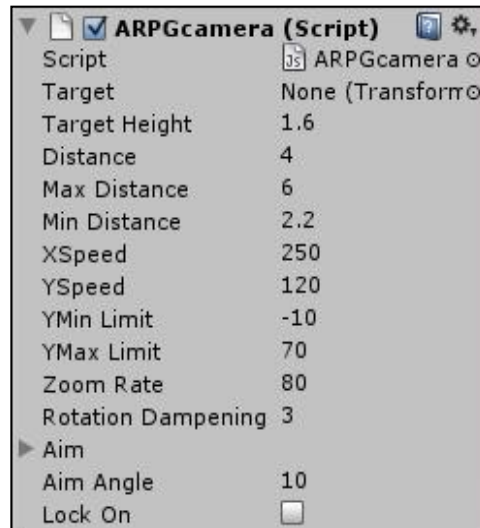 ARPGcamera (Script)
Script Js ARPGcamera
Target None (Transform
Target Height 1.6
Distance 4
Max Distance 6
Min Distance 2.2
XSpeed 250
YSpeed 120
YMin Limit -10
YMax Limit 70
Zoom Rate 80
Rotation Dampening 3
Aim
Aim Angle 10
Lock On